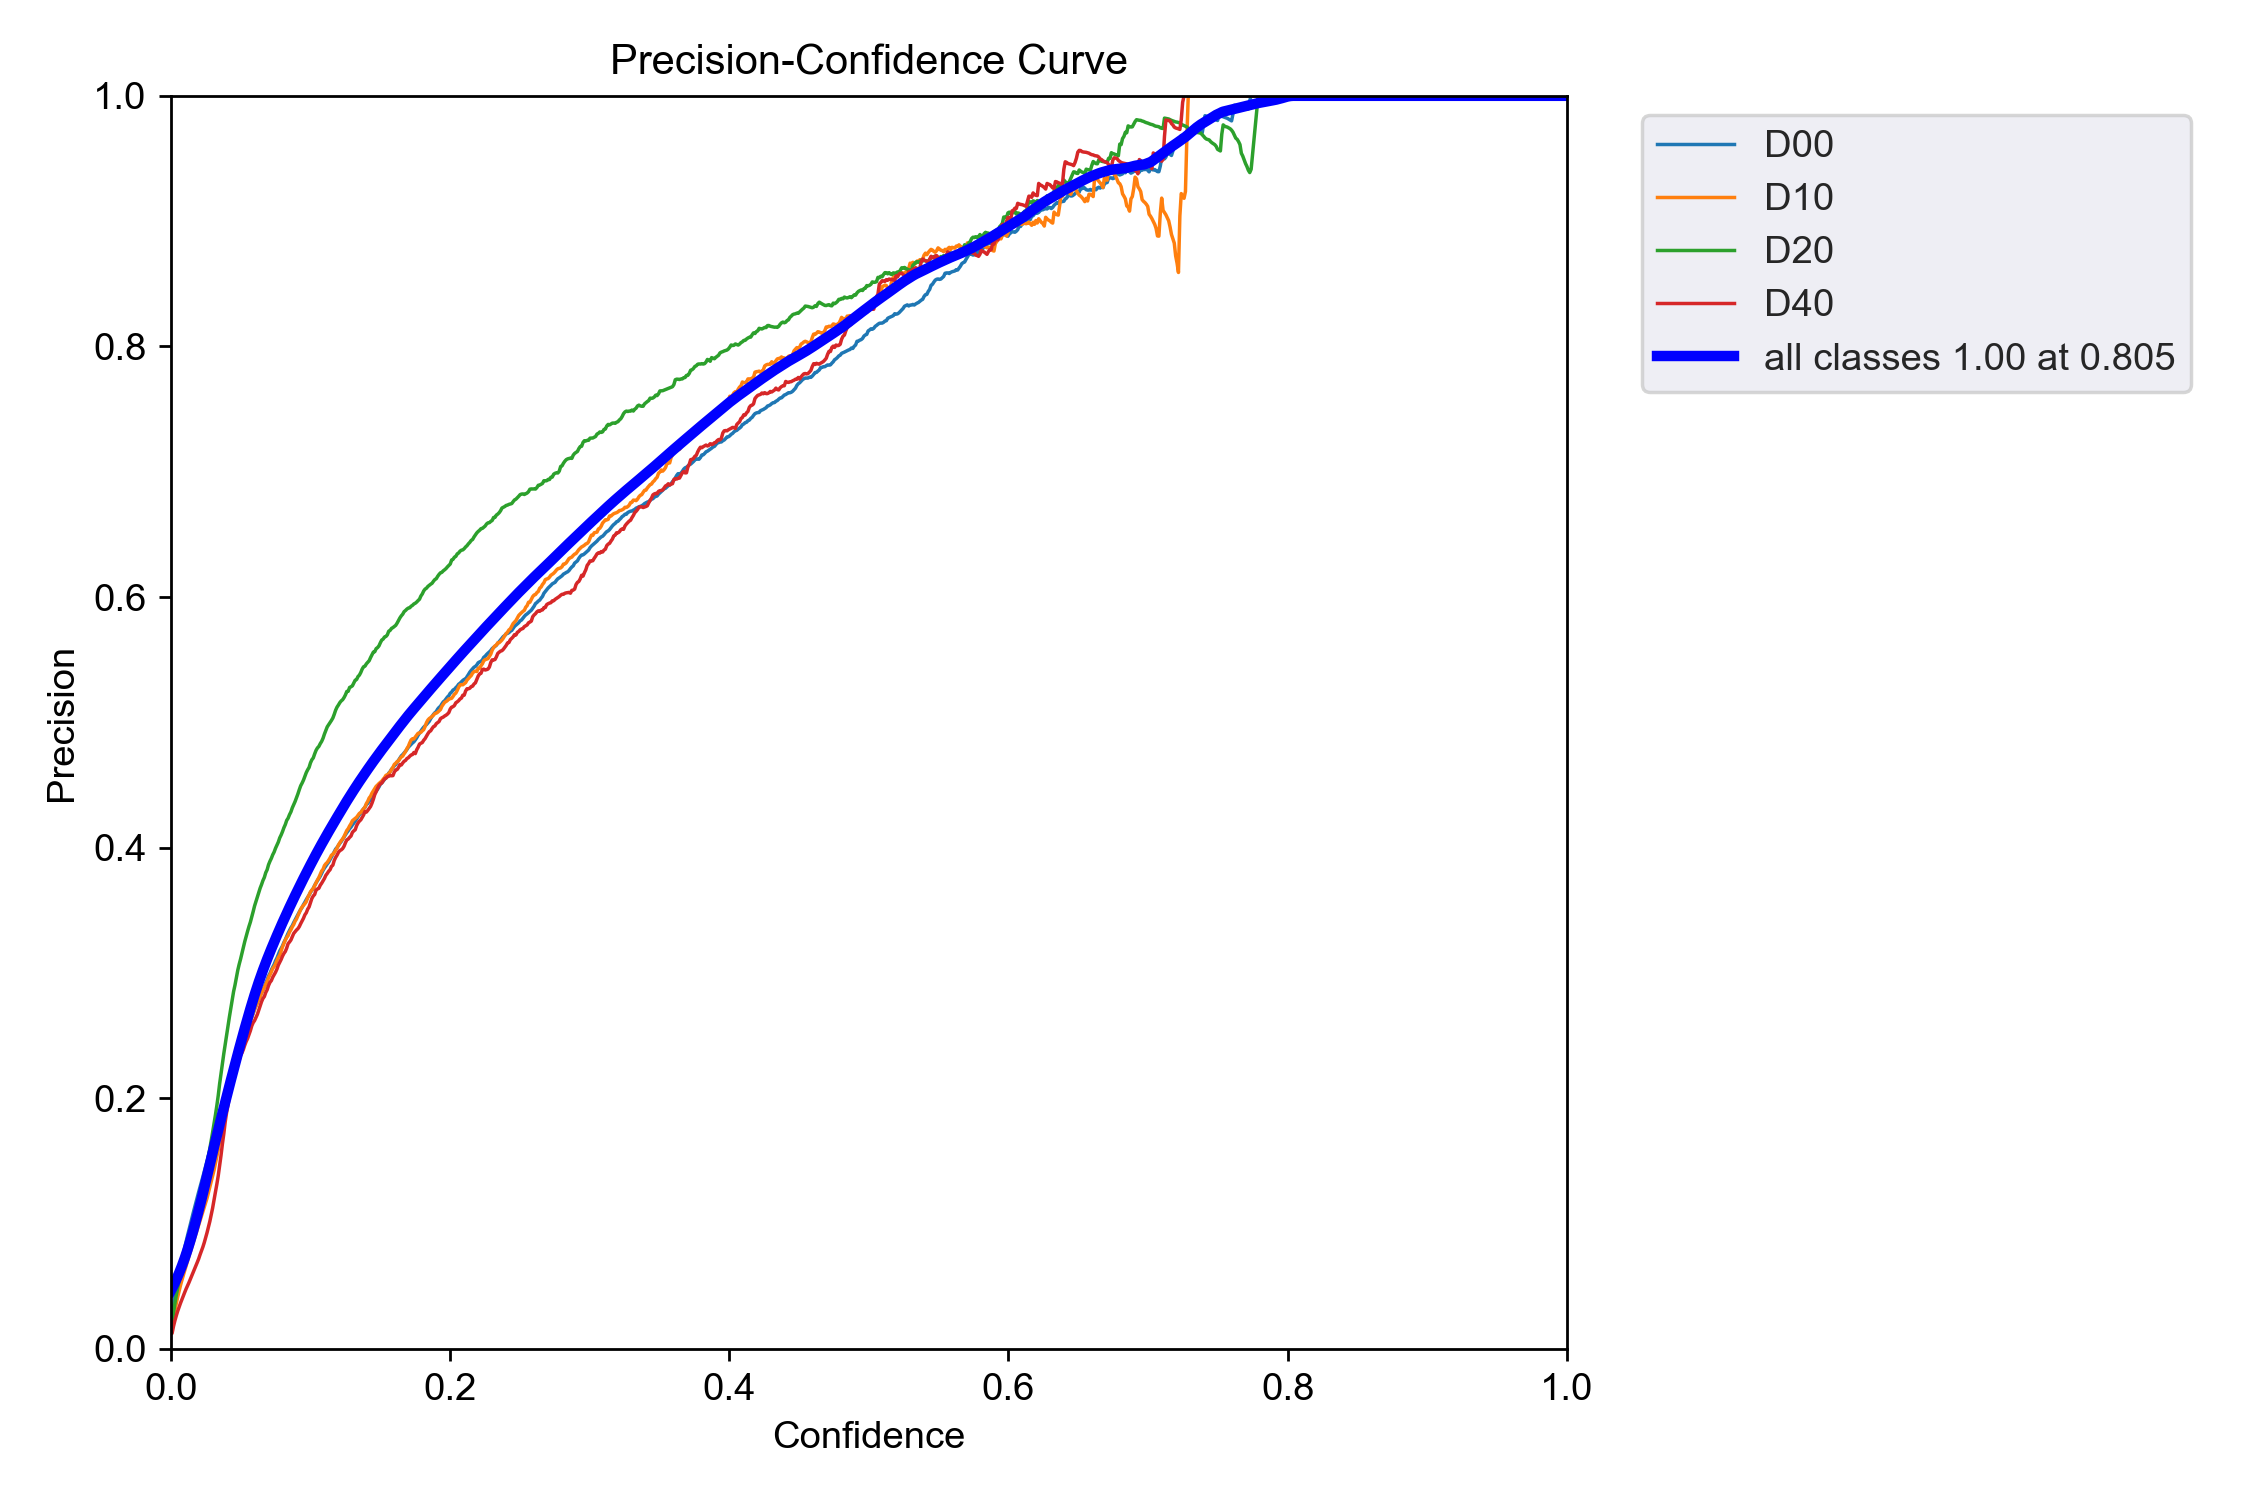 Precision-Confidence Curve
1.0
0.8
0.6
0.4
0.2
0.0
Precision
0.0 0.2 0.4 0.6 0.8 1.0
Confidence
D00
D10
D20
D40
all classes 1.00 at 0.805